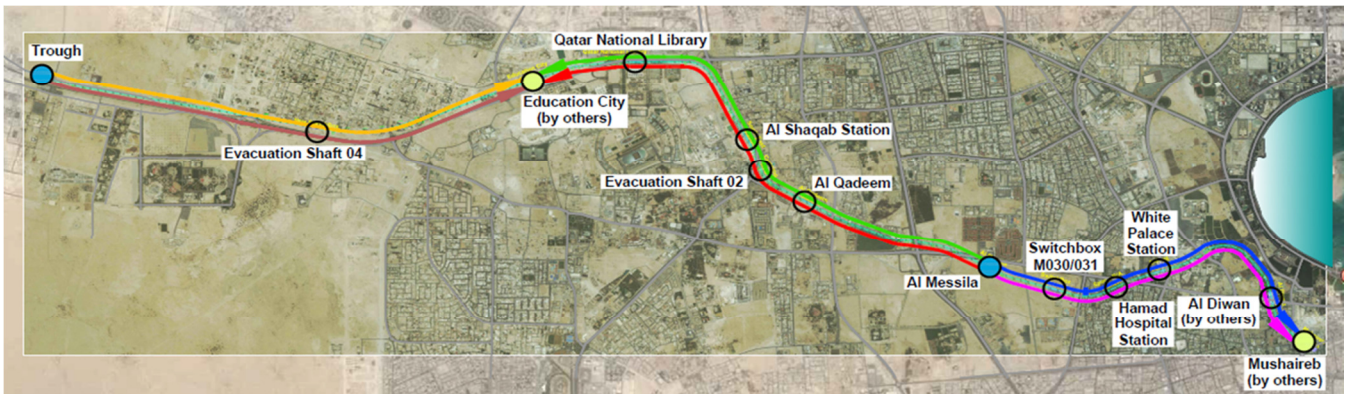 Trough
Evacuation Shaft 04
Education City
(by others)
Qatar National Library
Al Shaqab Station
Evacuation Shaft 02
Al Qadeem
Al Messila
Switchbox
M030/031
Hamad
Hospital
Station
White
Palace
Station
Al Diwan
(by others)
Mushaireb
(by others)